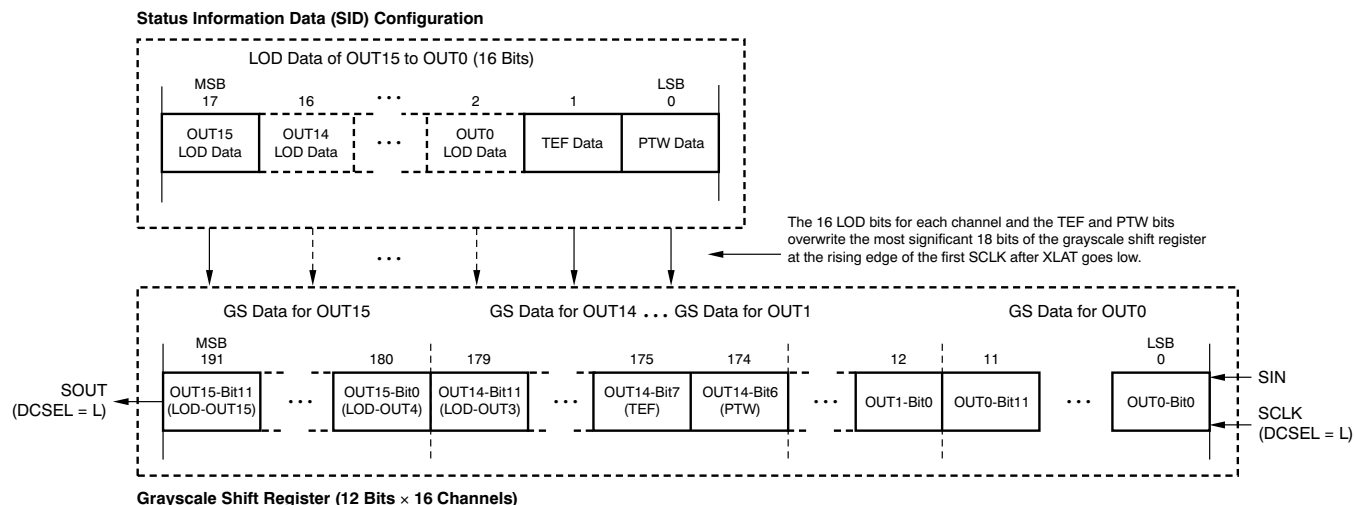 Status Information Data (SID) Configuration
LOD Data of OUT15 to OUT0 (16 Bits)
MSB LSB
17 16 ••• 2 1 0
OUT15 OUT14 ••• OUT0 TEF Data PTW Data
LOD Data LOD Data LOD Data
The 16 LOD bits for each channel and the TEF and PTW bits
overwrite the most significant 18 bits of the grayscale shift register
at the rising edge of the first SCLK after XLAT goes low.
•••
GS Data for OUT15 GS Data for OUT14 ••• GS Data for OUT1 GS Data for OUT0
MSB LSB
191 180 179 175 174 12 11 0
SOUT
(DCSEL = L)
OUT15-Bit11 ••• OUT15-Bit0 OUT14-Bit11 ••• OUT14-Bit7 OUT14-Bit6 ••• OUT1-Bit0 OUT0-Bit11 ••• OUT0-Bit0
(LOD-OUT15) (LOD-OUT4) (LOD-OUT3) (TEF) (PTW)
SIN
SCLK
(DCSEL = L)
Grayscale Shift Register (12 Bits × 16 Channels)